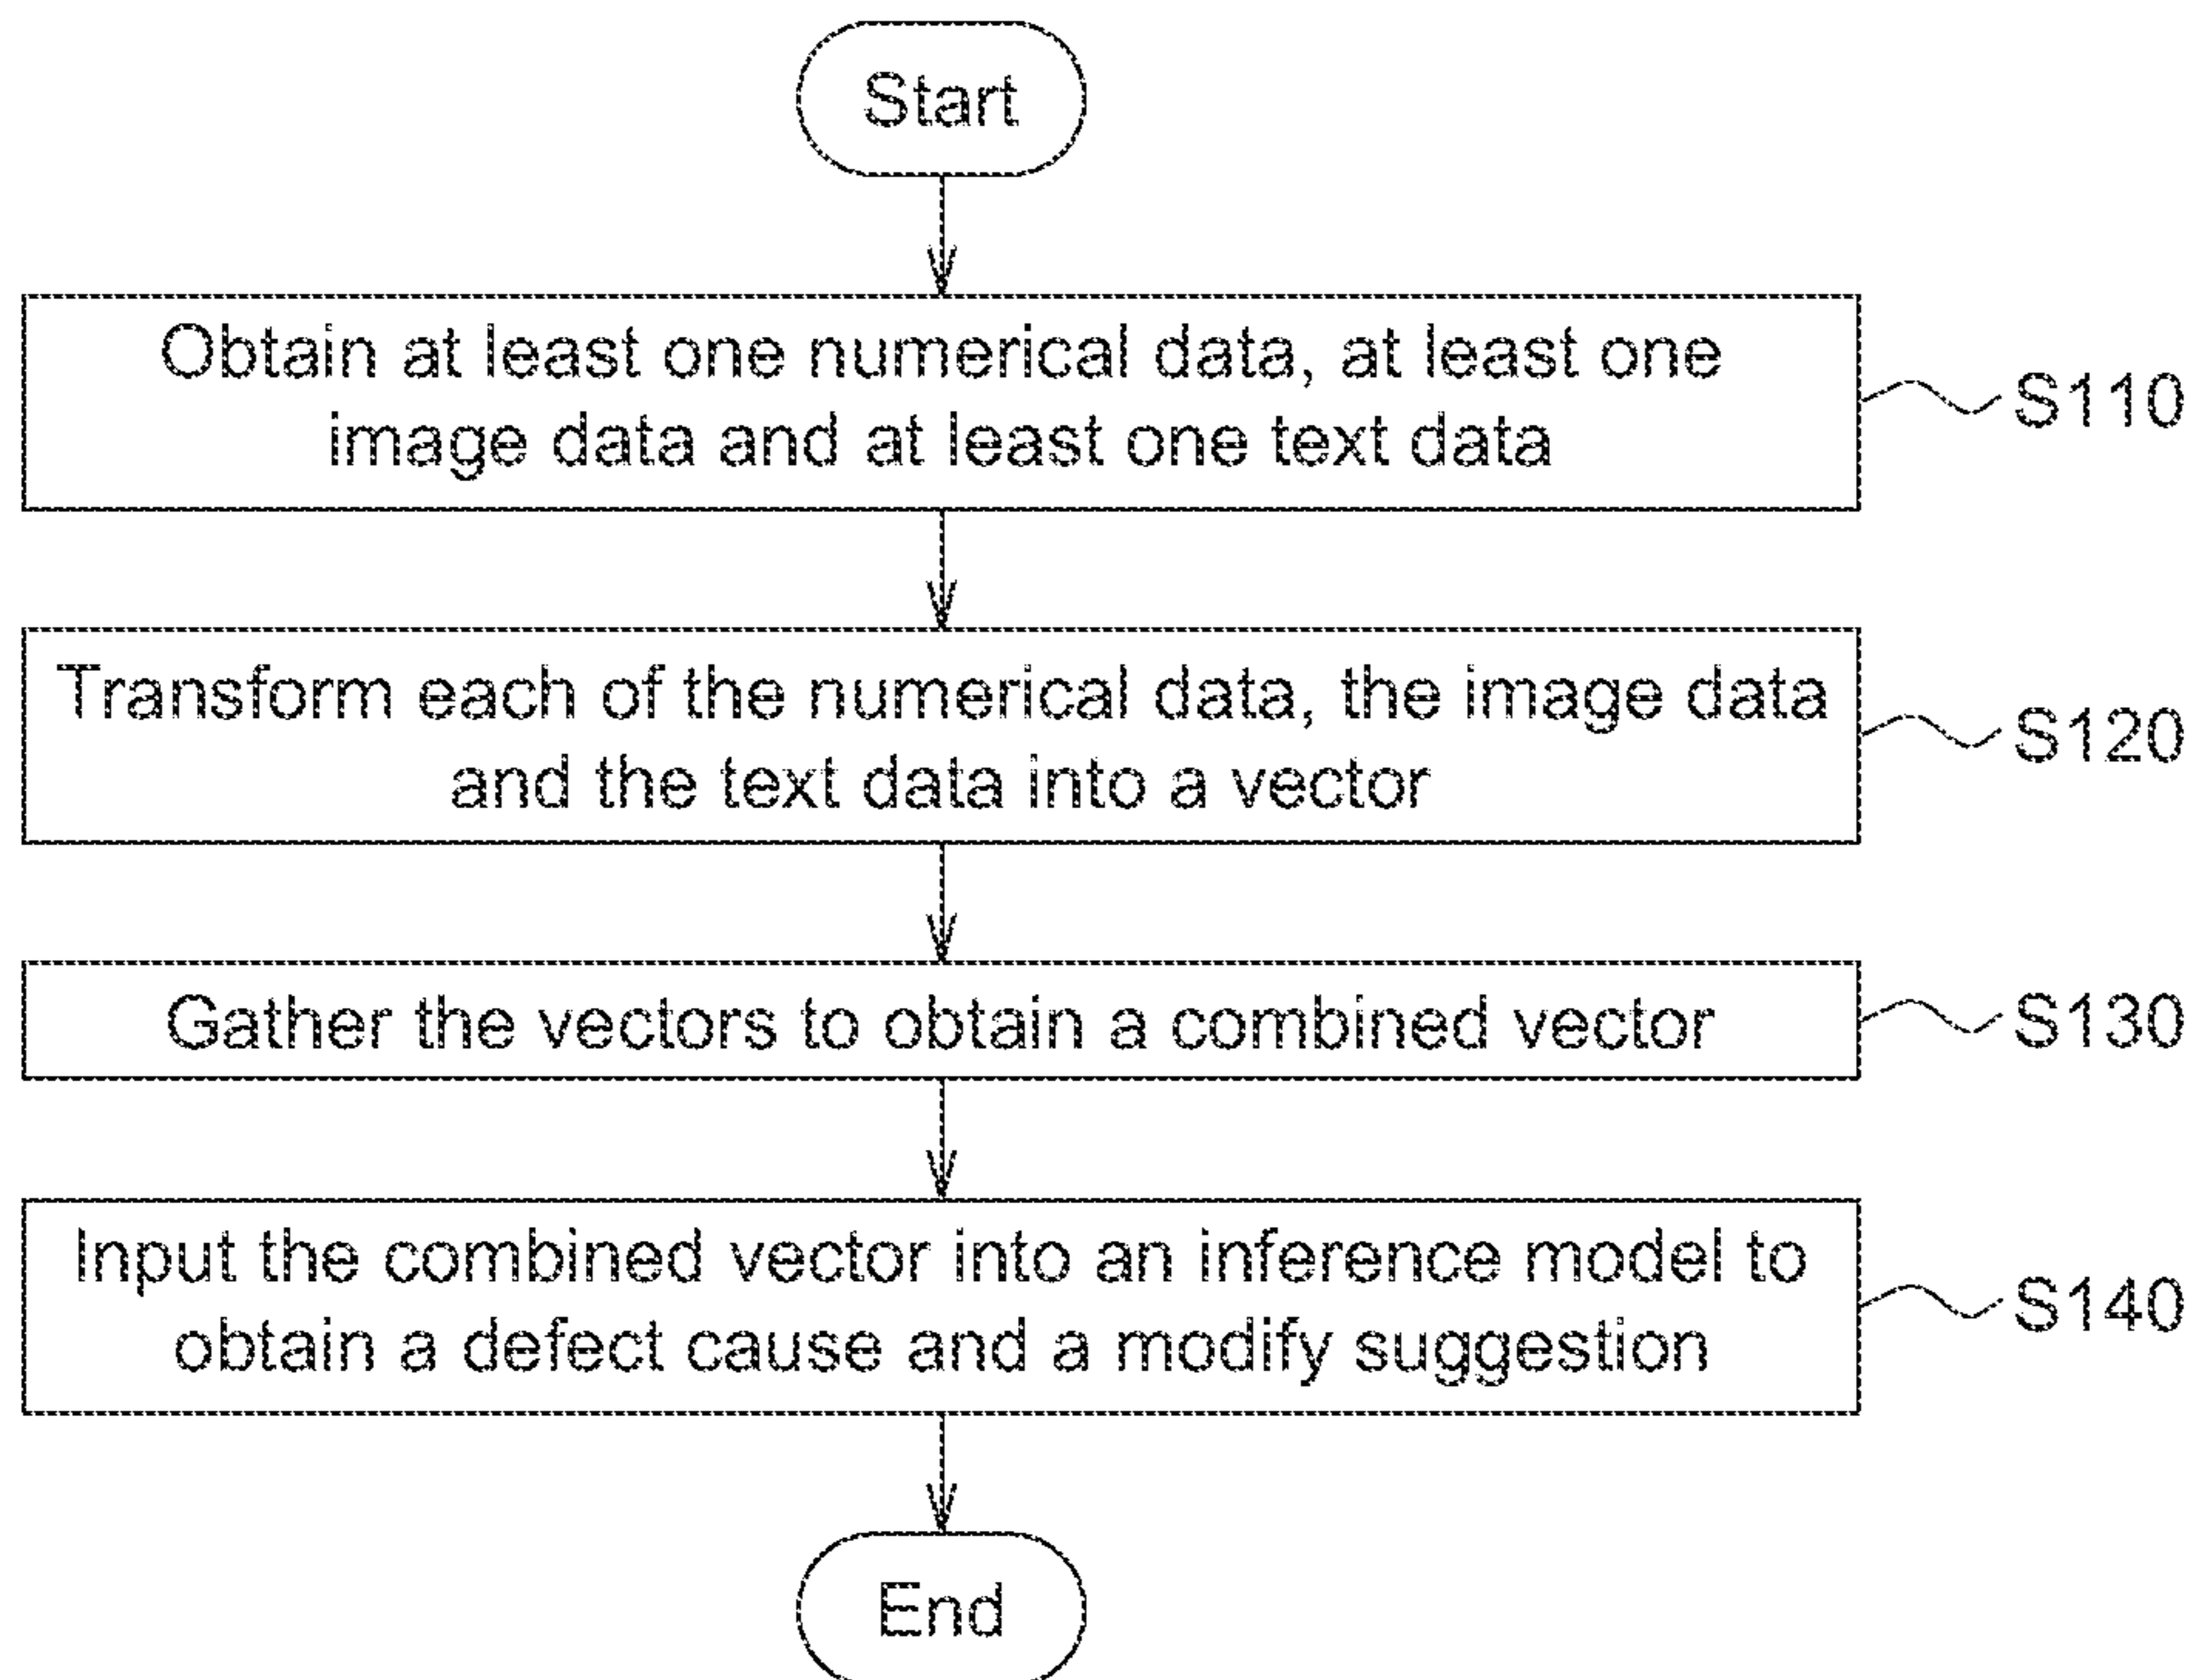 Start
Obtain at least one numerical data, at least one
image data and at least one text data
S110
Transform each of the numerical data, the image data
and the text data into a vector
S120
Gather the vectors to obtain a combined vector
S130
Input the combined vector into an inference model to
obtain a defect cause and a modify suggestion
S140
End